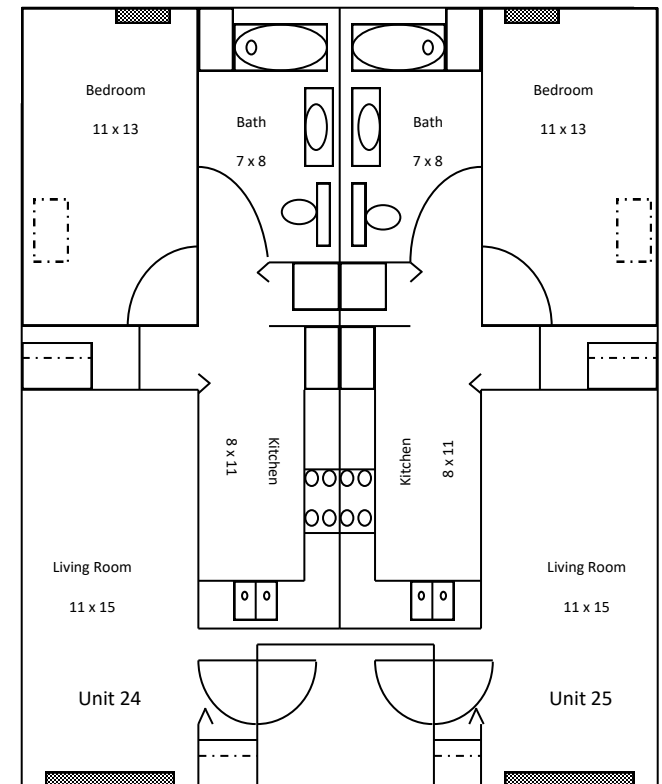 Bedroom
11 x 13
Bath
7 x 8
Bath
7 x 8
Bedroom
11 x 13
Kitchen
8 x 11
Kitchen
8 x 11
Living Room
11 x 15
Unit 24
Living Room
11 x 15
Unit 25